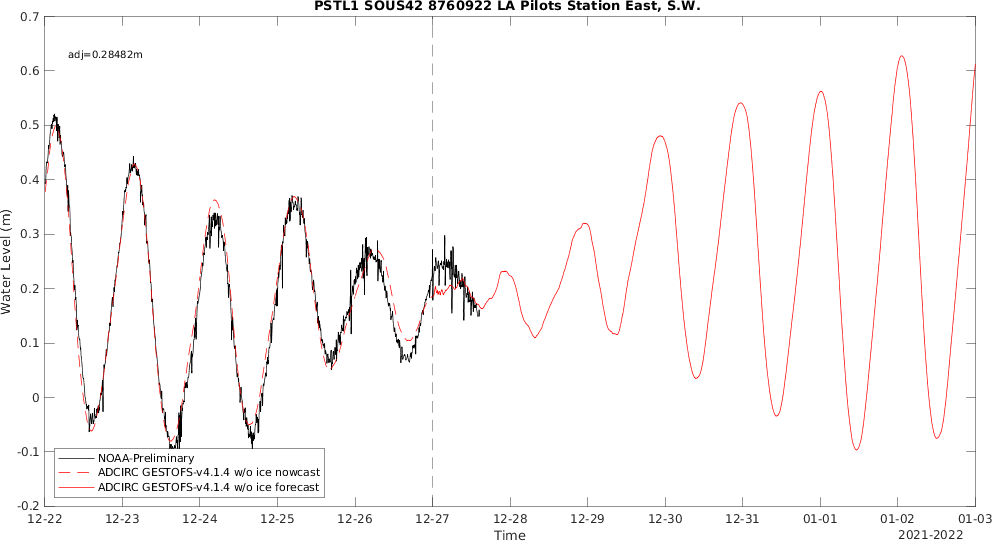 PSTL1 SOUS42 8760922 LA Pilots Station East, S.W.
adj=0.28482m
Water Level (m)
0.7
0.6
0.5
0.4
0.3
0.2
0.1
0
-0.1
-0.2
NOAA-Preliminary
ADCIRC GESTOFS-v4.1.4 w/o ice nowcast
ADCIRC GESTOFS-v4.1.4 w/o ice forecast
12-22 12-23 12-24 12-25 12-26 12-27 12-28 12-29 12-30 12-31 01-01 01-02 01-03
Time
2021-2022